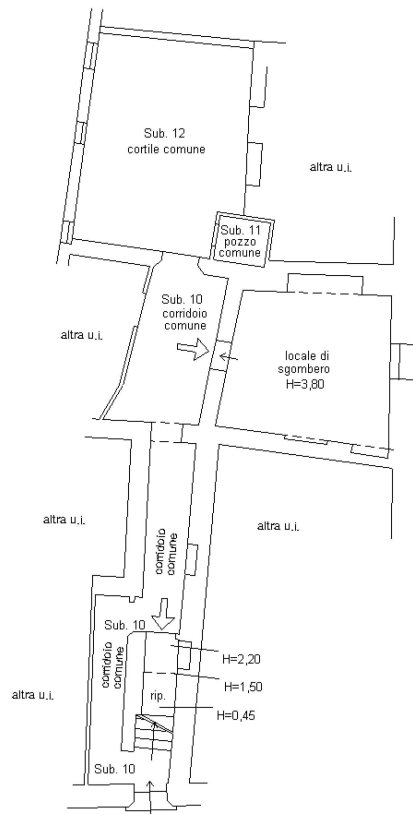 Sub. 12
cortile comune
altra u.i.
Sub. 11
pozzo
comune
Sub. 10
corridoio
comune
altra u.i.
locale di
sgombero
H=3,80
altra u.i.
corridoio
comune
altra u.i.
Sub. 10
corridoio
comune
H=2,20
H=1,50
rip.
H=0,45
altra u.i.
Sub. 10